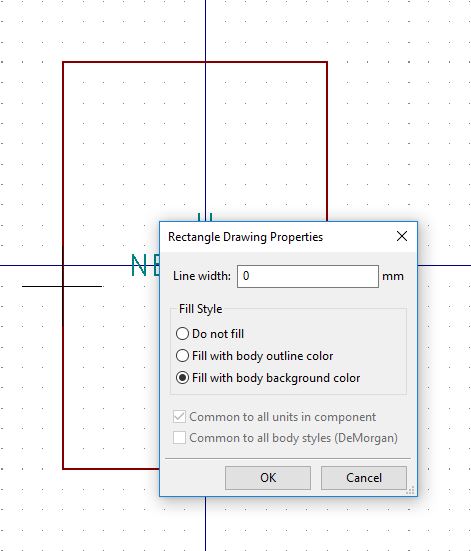 Rectangle Drawing Properties
Line width: 0 mm
Fill Style
Do not fill
Fill with body outline color
Fill with body background color
Common to all units in component
Common to all body styles (DeMorgan)
OK Cancel